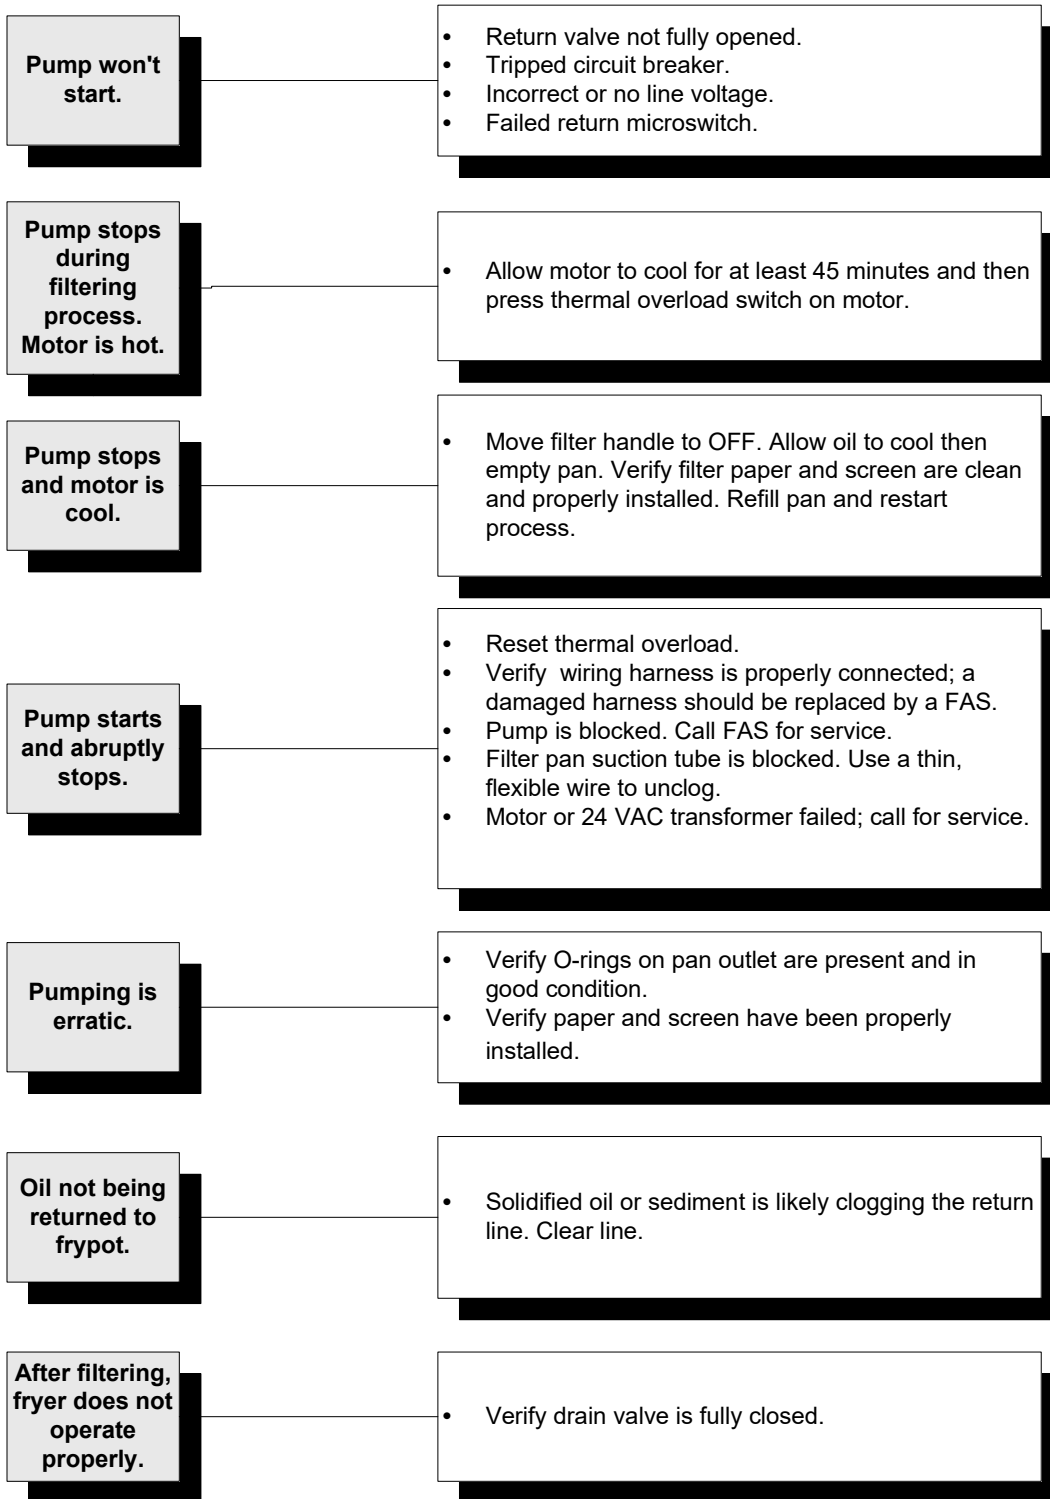 Pump won't
start.
• Return valve not fully opened.
• Tripped circuit breaker.
• Incorrect or no line voltage.
• Failed return microswitch.
Pump stops
during
filtering
process.
Motor is hot.
• Allow motor to cool for at least 45 minutes and then
press thermal overload switch on motor.
Pump stops
and motor is
cool.
• Move filter handle to OFF. Allow oil to cool then
empty pan. Verify filter paper and screen are clean
and properly installed. Refill pan and restart
process.
Pump starts
and abruptly
stops.
• Reset thermal overload.
• Verify wiring harness is properly connected; a
damaged harness should be replaced by a FAS.
• Pump is blocked. Call FAS for service.
• Filter pan suction tube is blocked. Use a thin,
flexible wire to unclog.
• Motor or 24 VAC transformer failed; call for service.
Pumping is
erratic.
• Verify O-rings on pan outlet are present and in
good condition.
• Verify paper and screen have been properly
installed.
Oil not being
returned to
frypot.
• Solidified oil or sediment is likely clogging the return
line. Clear line.
After filtering,
fryer does not
operate
properly.
• Verify drain valve is fully closed.